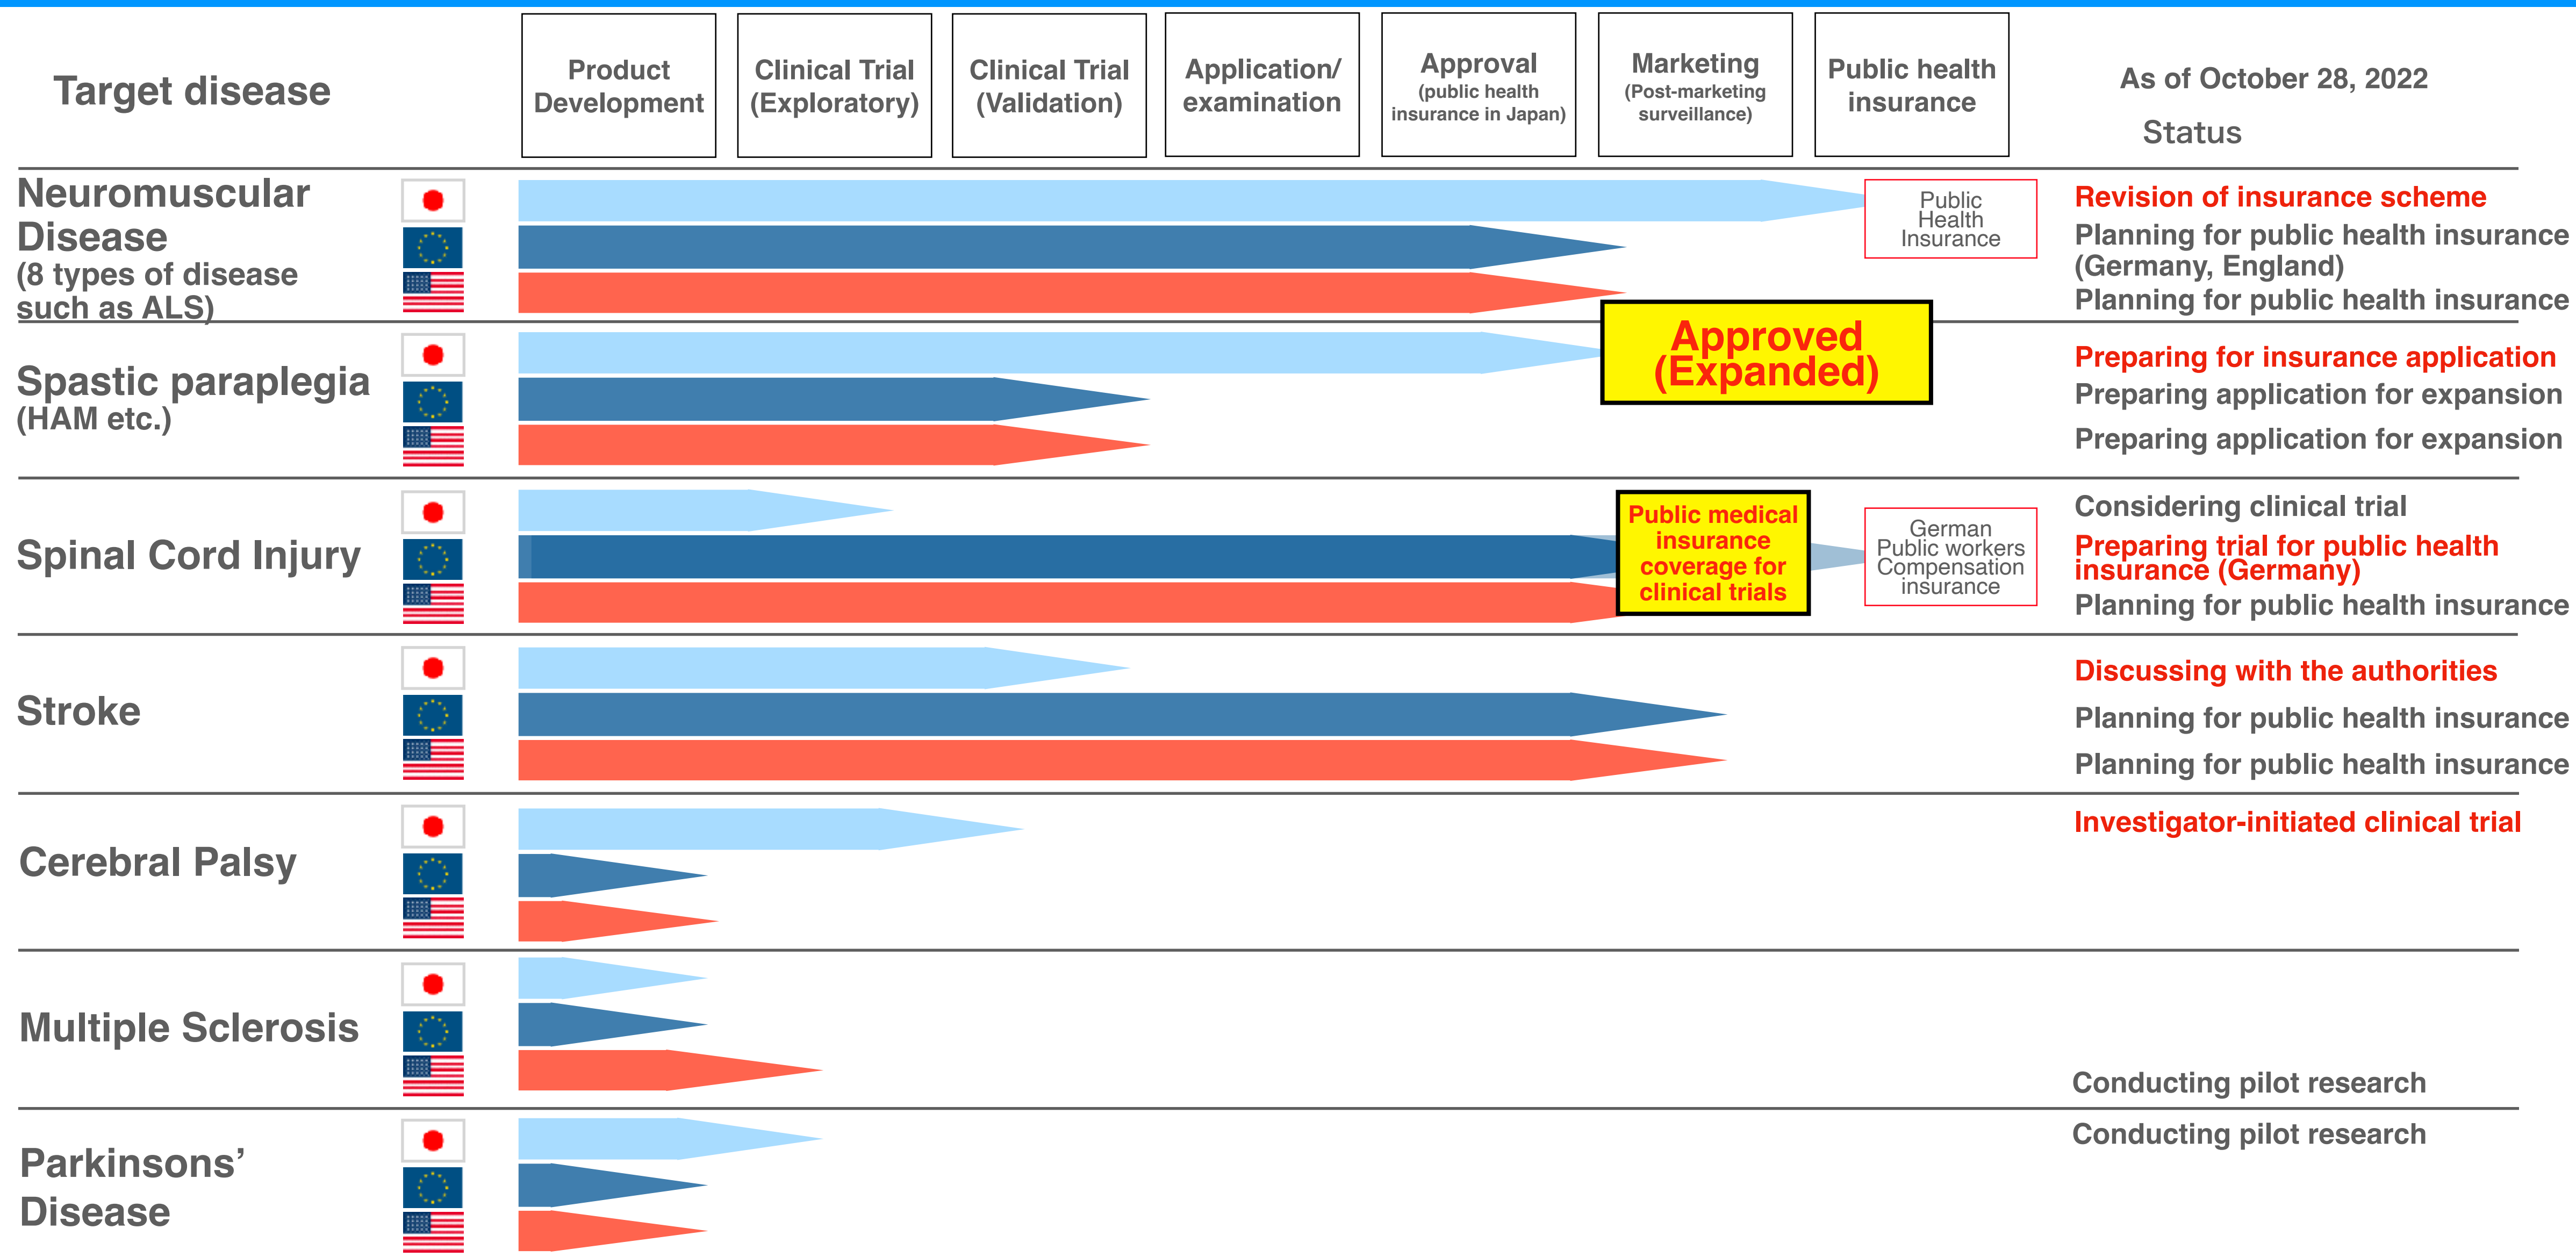 Target disease
Product
Development
Clinical Trial
(Exploratory)
Clinical Trial
(Validation)
Application/
examination
Approval
(public health
insurance in Japan)
Marketing
(Post-marketing
surveillance)
Public health
insurance
As of October 28, 2022
Status
Neuromuscular
Disease
(8 types of disease
such as ALS)
Public
Health
Insurance
Revision of insurance scheme
Planning for public health insurance
(Germany, England)
Planning for public health insurance
Spastic paraplegia
(HAM etc.)
Approved
(Expanded)
Preparing for insurance application
Preparing application for expansion
Preparing application for expansion
Spinal Cord Injury
Public medical
insurance
coverage for
clinical trials
German
Public workers
Compensation
insurance
Considering clinical trial
Preparing trial for public health
insurance (Germany)
Planning for public health insurance
Stroke
Discussing with the authorities
Planning for public health insurance
Planning for public health insurance
Cerebral Palsy
Investigator-initiated clinical trial
Multiple Sclerosis
Conducting pilot research
Parkinsons’
Disease
Conducting pilot research